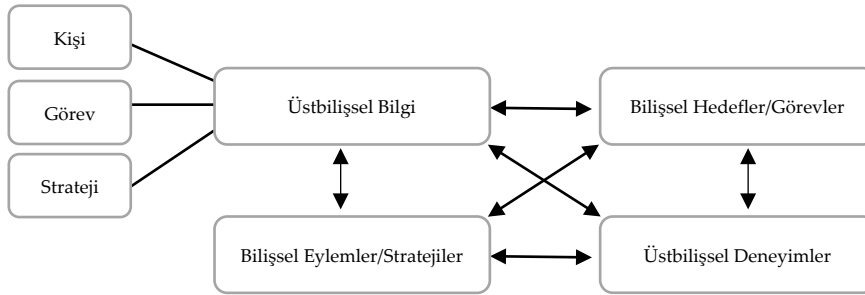 Kişi
Görev
Strateji
Üstbilişsel Bilgi
Bilişsel Hedefler/Görevler
Bilişsel Eylemler/Stratejiler
Üstbilişsel Deneyimler